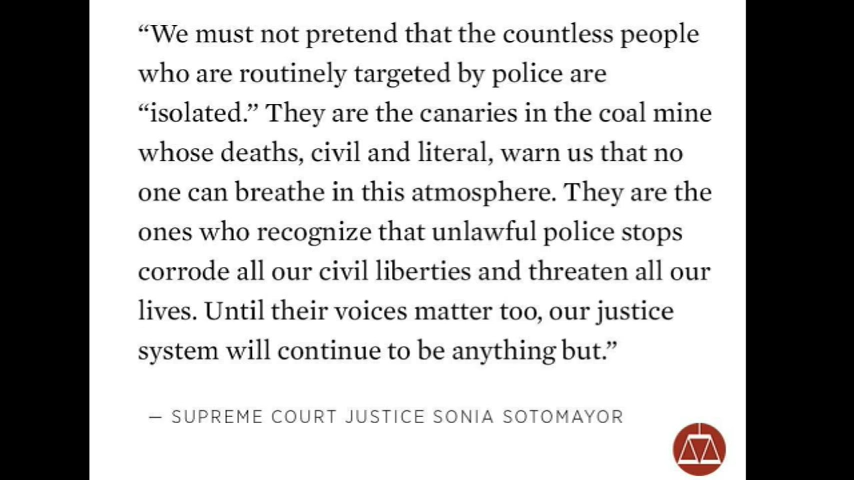 “We must not pretend that the countless people
who are routinely targeted by police are
“isolated.” They are the canaries in the coal mine
whose deaths, civil and literal, warn us that no
one can breathe in this atmosphere. They are the
ones who recognize that unlawful police stops
corrode all our civil liberties and threaten all our
lives. Until their voices matter too, our justice
system will continue to be anything but.”
— SUPREME COURT JUSTICE SONIA SOTOMAYOR